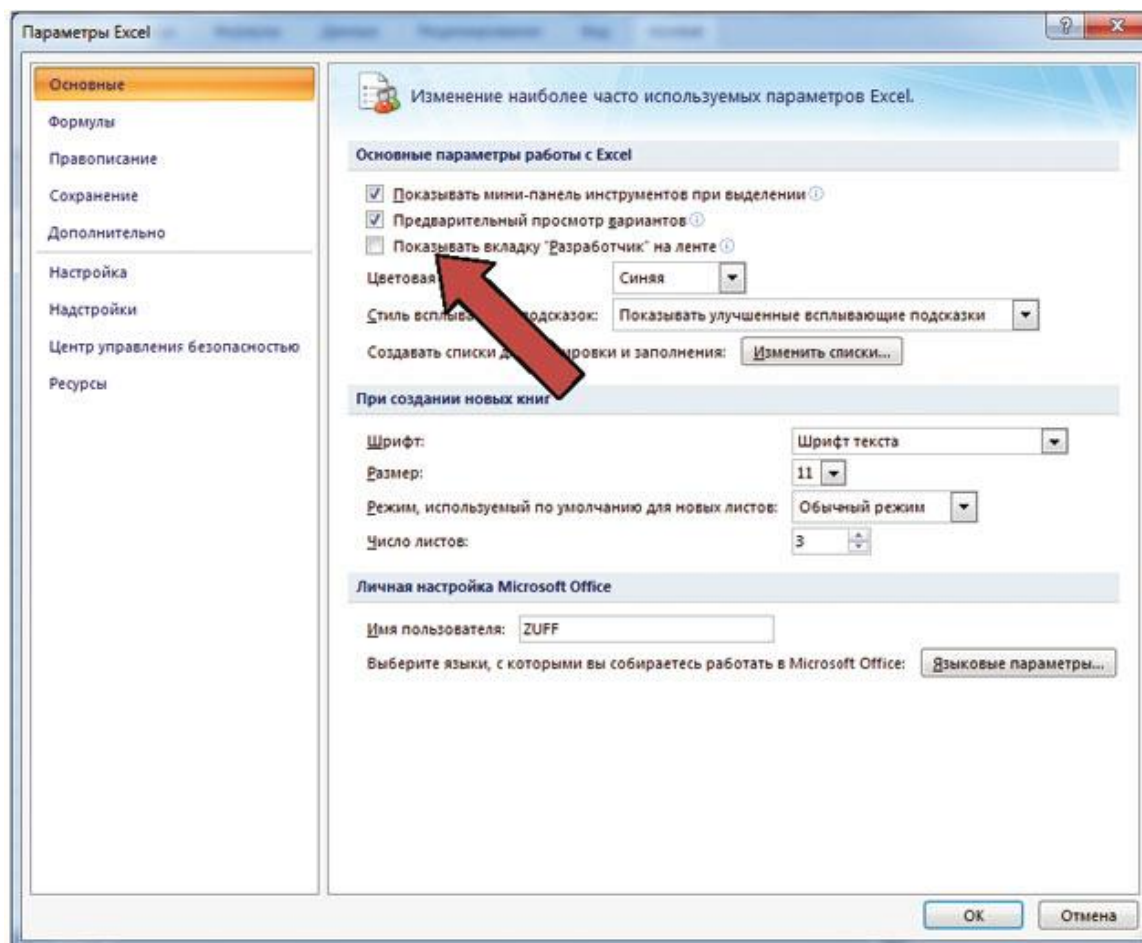 Параметры Excel
Основные
Формулы
Правописание
Сохранение
Дополнительно
Настройка
Надстройки
Центр управления безопасностью
Ресурсы
Изменение наиболее часто используемых параметров Excel.
Основные параметры работы с Excel
Показывать мини-панель инструментов при выделении
Предварительный просмотр вариантов
Показывать вкладку "Разработчик" на ленте
Цветовая Синяя
Стиль подсказок: Показывать улучшенные всплывающие подсказки
Создавать списки и заполнения: Изменить списки...
При создании новых книг
Шрифт: Шрифт текста
Размер: 11
Режим, используемый по умолчанию для новых листов: Обычный режим
Число листов: 3
Личная настройка Microsoft Office
Имя пользователя: ZUFF
Выберите языки, с которыми вы собираетесь работать в Microsoft Office: Языковые параметры...
ОК Отмена